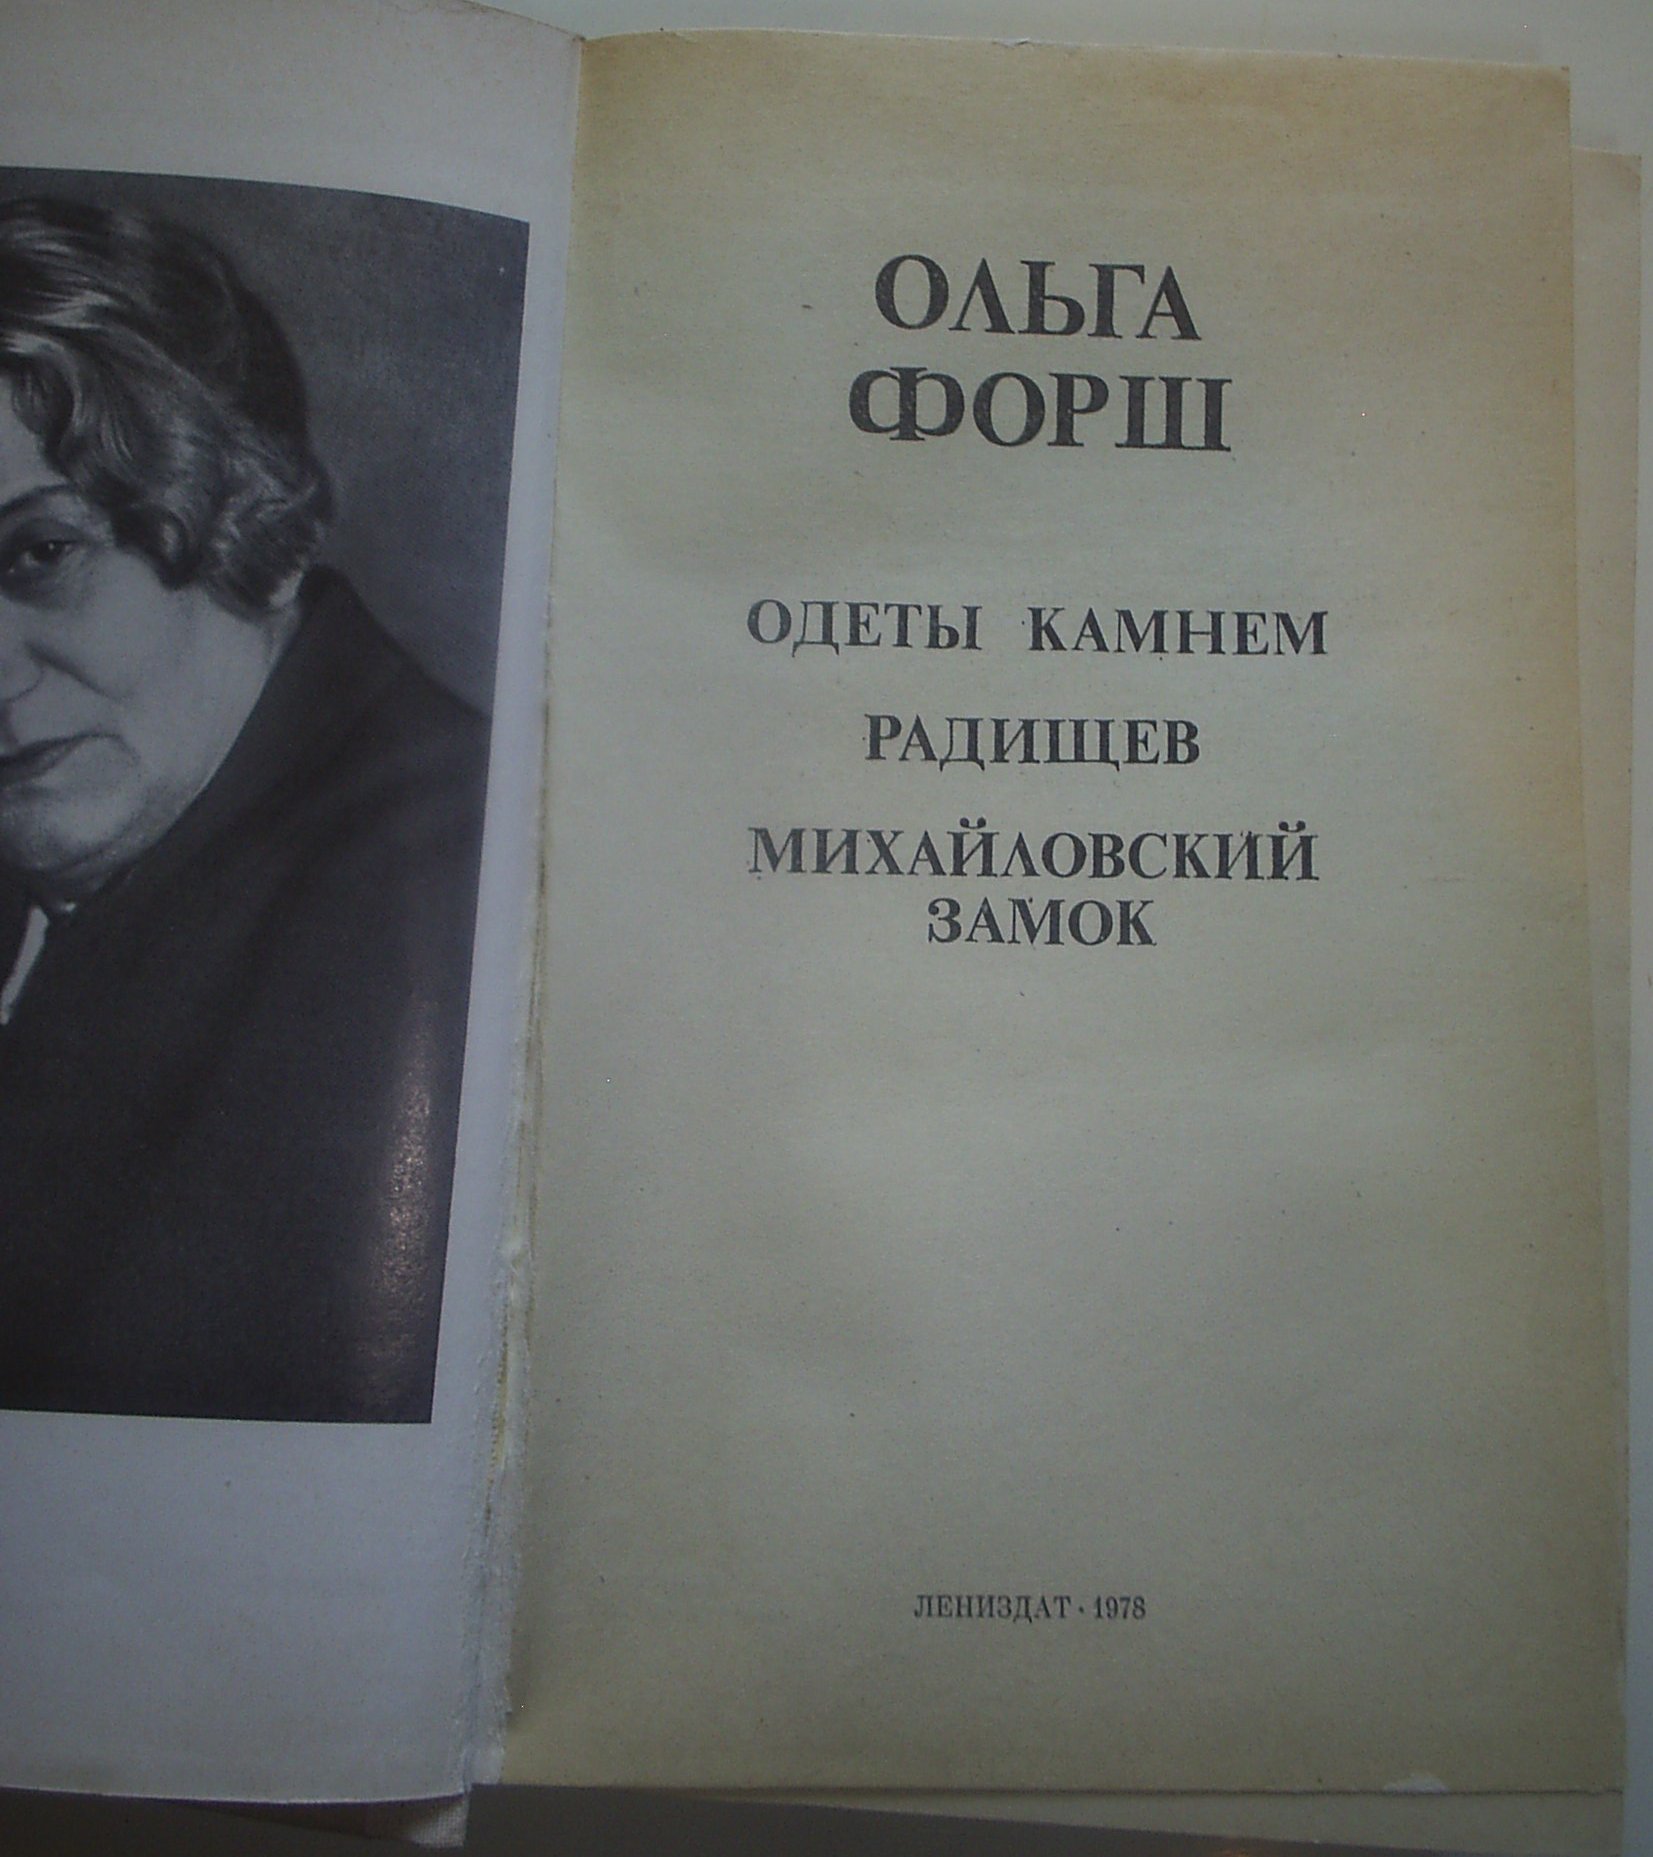 ОЛЬГА
ФОРШ
ОДЕТЫ КАМНЕМ
РАДИЩЕВ
МИХАЙЛОВСКИЙ
ЗАМОК
ЛЕНИЗДАТ · 1978